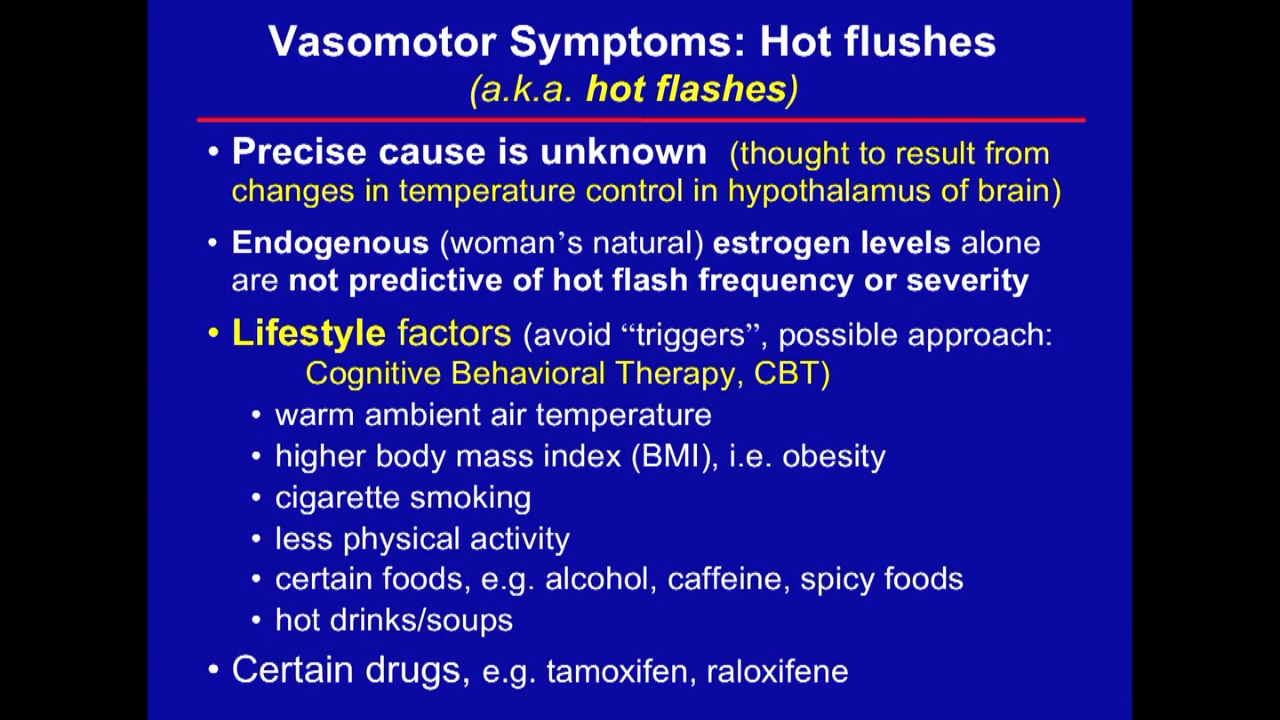 Vasomotor Symptoms: Hot flushes
(a.k.a. hot flashes)
• Precise cause is unknown (thought to result from
changes in temperature control in hypothalamus of brain)
• Endogenous (woman’s natural) estrogen levels alone
are not predictive of hot flash frequency or severity
• Lifestyle factors (avoid “triggers”, possible approach:
Cognitive Behavioral Therapy, CBT)
• warm ambient air temperature
• higher body mass index (BMI), i.e. obesity
• cigarette smoking
• less physical activity
• certain foods, e.g. alcohol, caffeine, spicy foods
• hot drinks/soups
• Certain drugs, e.g. tamoxifen, raloxifene